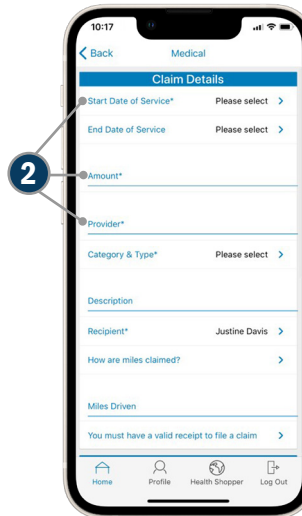 10:17
Back Medical
Claim Details
Start Date of Service* Please select
End Date of Service Please select
Amount*
2
Provider*
Category & Type* Please select
Description
Recipient* Justine Davis
How are miles claimed?
Miles Driven
You must have a valid receipt to file a claim
Home Profile Health Shopper Log Out